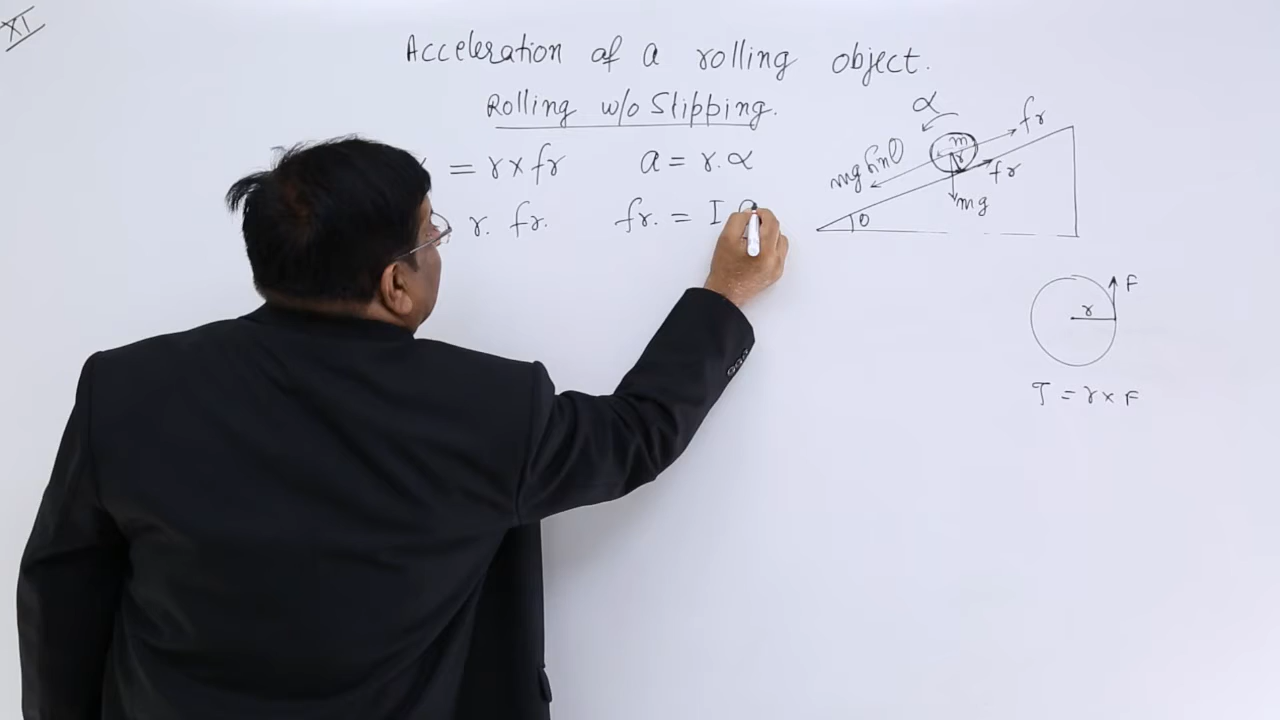 XI
Acceleration of a rolling object.
Rolling w/o Slipping.
= r x fr a = r.α
r. fr. fr. = I
α
fr
mg Sinθ
m
r
fr
mg
θ
F
r
τ = r x F